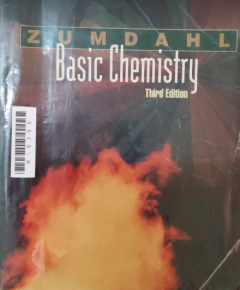 ZUMDAHL
Basic Chemistry
Third Edition